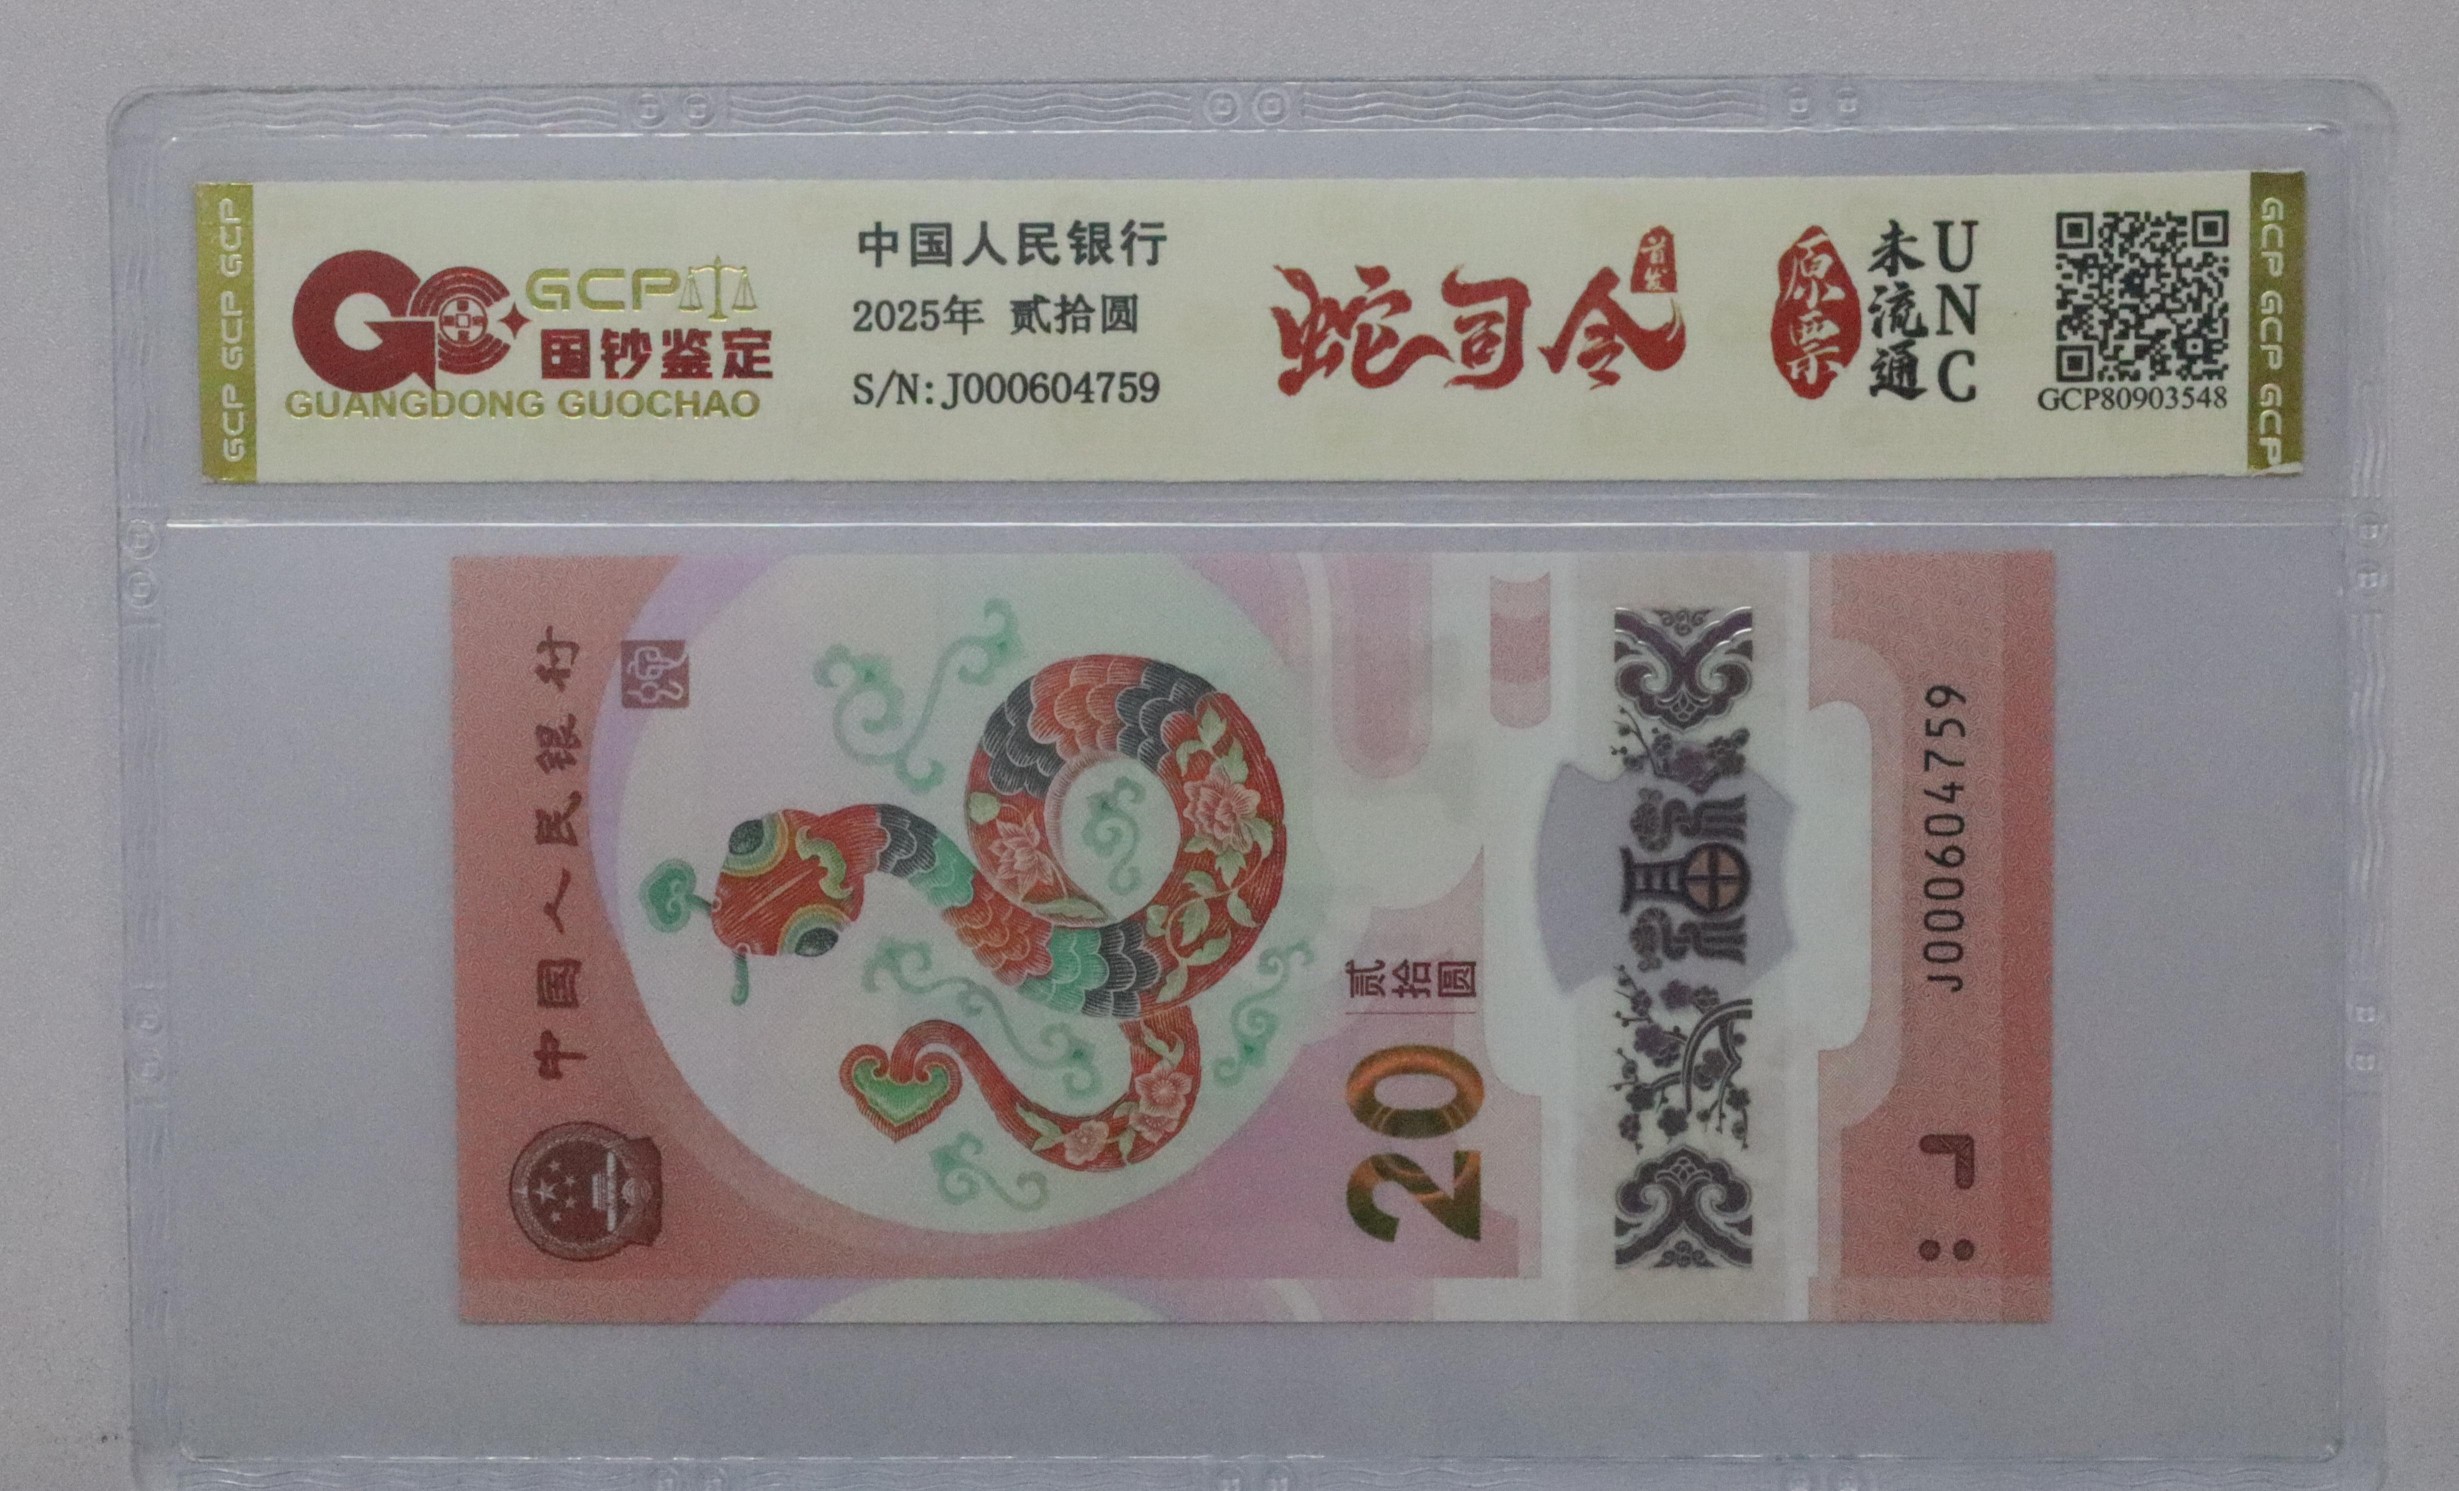 GCP GCP GCP
GCP
国钞鉴定
GUANGDONG GUOCHAO
中国人民银行
2025年 贰拾圆
S/N:J000604759
蛇司令
首发
原票
未流通
UNC
GCP80903548
GCP GCP GCP
中国人民银行
20
贰拾圆
福
J000604759